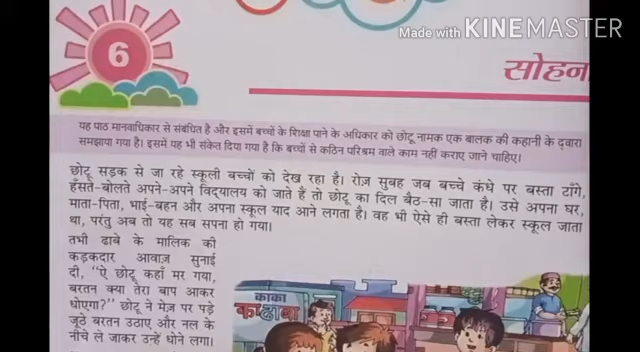 Made with KINEMASTER
6
सोहन
यह पाठ मानवाधिकार से संबंधित है और इसमें बच्चों के शिक्षा पाने के अधिकार को छोटू नामक एक बालक की कहानी के द्वारा
समझाया गया है। इसमें यह भी संकेत दिया गया है कि बच्चों से कठिन परिश्रम वाले काम नहीं कराए जाने चाहिए।
छोटू सड़क से जा रहे स्कूली बच्चों को देख रहा है। रोज़ सुबह जब बच्चे कंधे पर बस्ता टाँगे,
हँसते-बोलते अपने-अपने विद्यालय को जाते हैं तो छोटू का दिल बैठ-सा जाता है। उसे अपना घर,
माता-पिता, भाई-बहन और अपना स्कूल याद आने लगता है। वह भी ऐसे ही बस्ता लेकर स्कूल जाता
था, परंतु अब तो यह सब सपना हो गया।
तभी ढाबे के मालिक की
कड़कदार आवाज़ सुनाई
दी, “ऐ छोटू कहाँ मर गया,
बरतन क्या तेरा बाप आकर
धोएगा?” छोटू ने मेज़ पर पड़े
जूठे बरतन उठाए और नल के
नीचे ले जाकर उन्हें धोने लगा।
काका
ढाबा